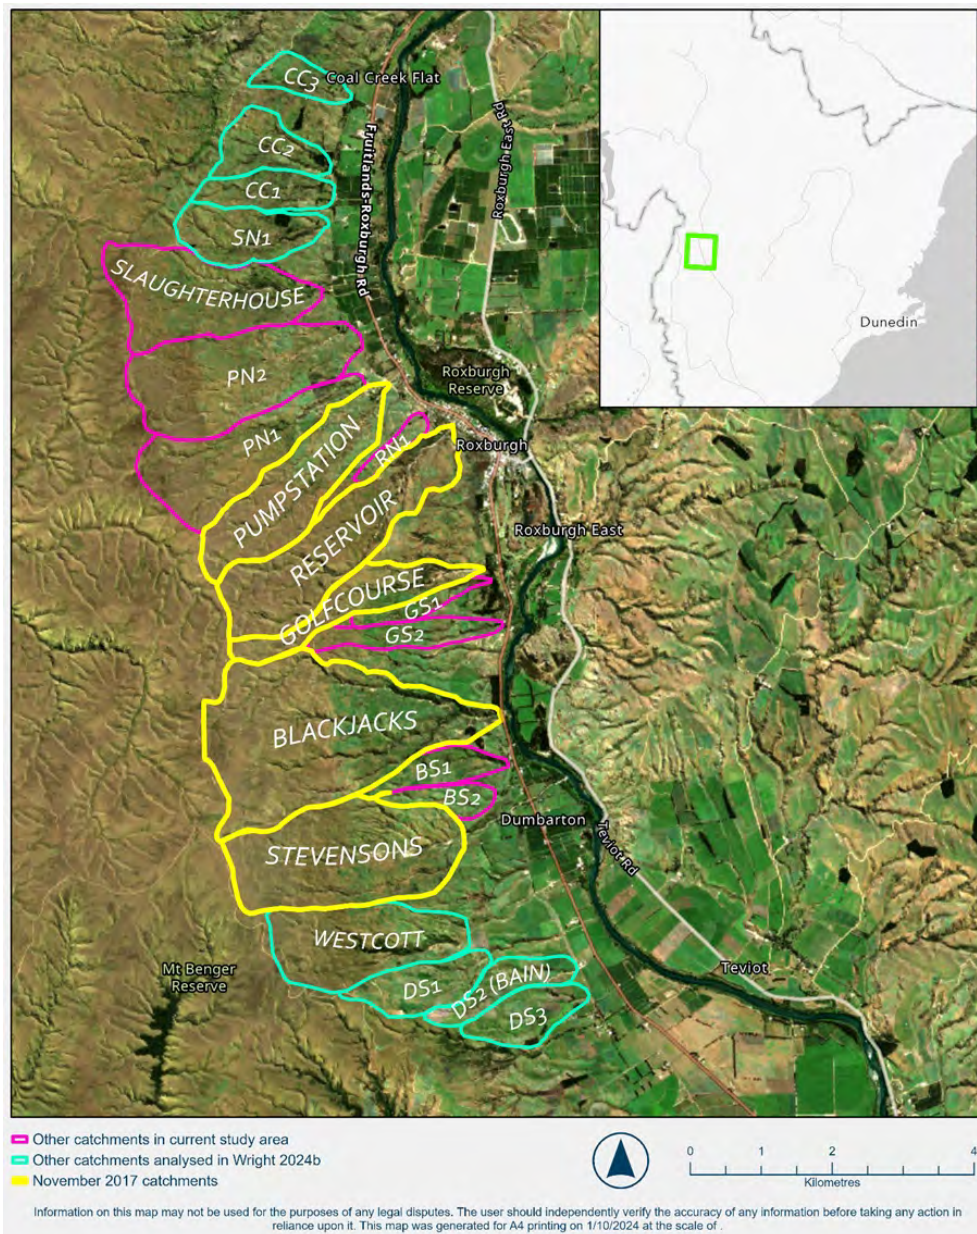 CC3
Coal Creek Flat
CC2
CC1
SN1
Fruitlands-Roxburgh Rd
Roxburgh East Rd
Dunedin
SLAUGHTERHOUSE
PN2
Roxburgh
Reserve
PN1
PUMPSTATION
RN1
Roxburgh
RESERVOIR
Roxburgh East
GOLFCOURSE
GS1
GS2
BLACKJACKS
BS1
BS2
Dumbarton
Teviot Rd
STEVENSONS
WESTCOTT
Mt Benger
Reserve
DS1
DS2 (BAIN)
DS3
Teviot
Other catchments in current study area
Other catchments analysed in Wright 2024b
November 2017 catchments
0 1 2 4
Kilometres
Information on this map may not be used for the purposes of any legal disputes. The user should independently verify the accuracy of any information before taking any action in
reliance upon it. This map was generated for A4 printing on 1/10/2024 at the scale of .